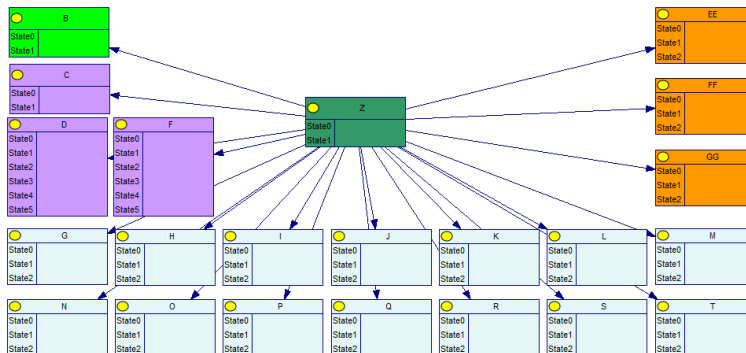 B
State0
State1
C
State0
State1
D
State0
State1
State2
State3
State4
State5
F
State0
State1
State2
State3
State4
State5
Z
State0
State1
EE
State0
State1
State2
FF
State0
State1
State2
GG
State0
State1
State2
G
State0
State1
State2
H
State0
State1
State2
I
State0
State1
State2
J
State0
State1
State2
K
State0
State1
State2
L
State0
State1
State2
M
State0
State1
State2
N
State0
State1
State2
O
State0
State1
State2
P
State0
State1
State2
Q
State0
State1
State2
R
State0
State1
State2
S
State0
State1
State2
T
State0
State1
State2